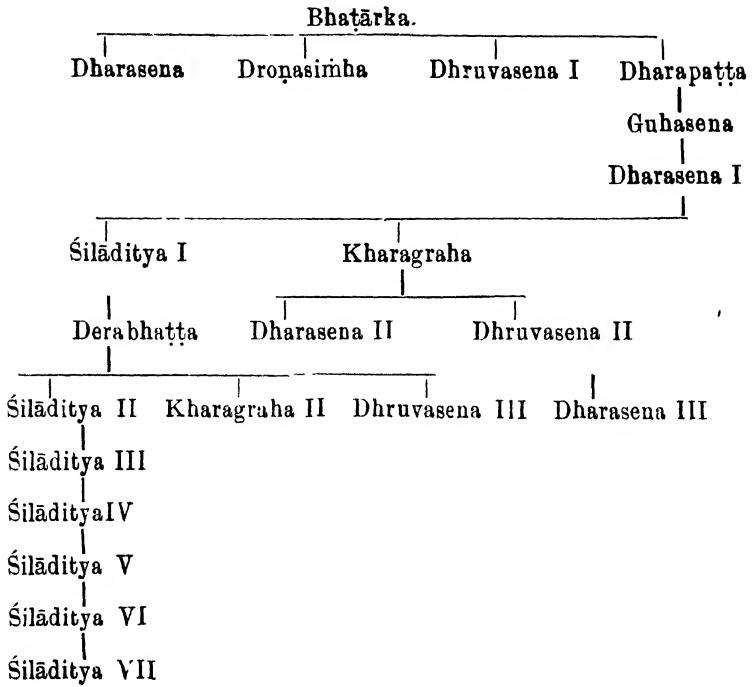 Bhaṭārka.
Dharasena Droṇasiṁha Dhruvasena I Dharapaṭṭa
Guhasena
Dharasena I
Śilāditya I Kharagraha
Derabhaṭṭa Dharasena II Dhruvasena II
Śilāditya II Kharagraha II Dhruvasena III Dharasena III
Śilāditya III
ŚilādityaIV
Śilāditya V
Śilāditya VI
Śilāditya VII